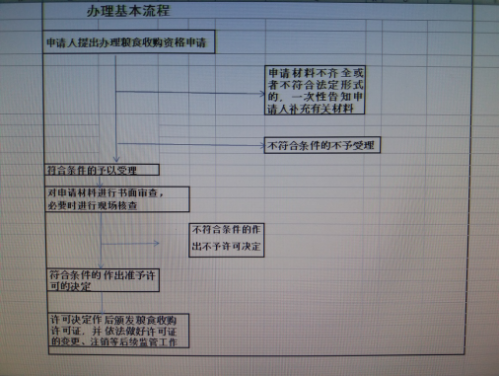 办理基本流程
申请人提出办理粮食收购资格申请
申请材料不齐全或
者不符合法定形式
的,一次性告知申
请人补充有关材料
不符合条件的不予受理
符合条件的予以受理
对申请材料进行书面审查,
必要时进行现场核查
不符合条件的作
出不予许可决定
符合条件的作出准予许
可的决定
许可决定作后颁发粮食收购
许可证,并依法做好许可证
的变更、注销等后续监管工作